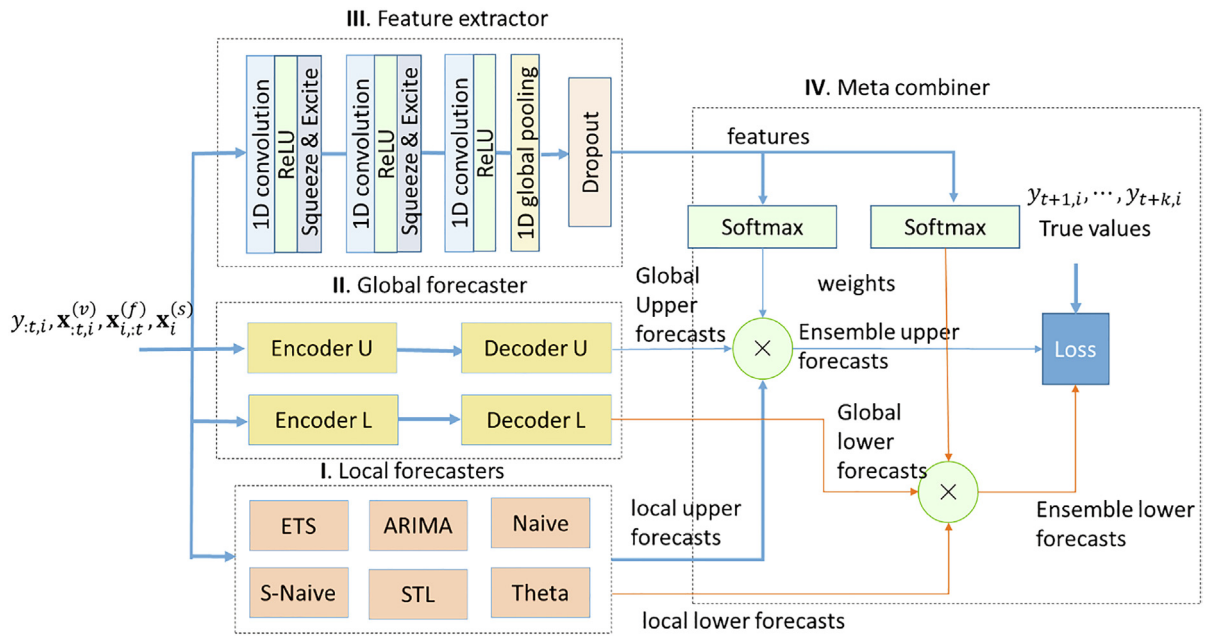 III. Feature extractor
1D convolution
ReLU
Squeeze & Excite
1D convolution
ReLU
Squeeze & Excite
1D convolution
ReLU
1D global pooling
Dropout
IV. Meta combiner
features
Softmax
Softmax
y_{t+1,i}, ⋯, y_{t+k,i}
True values
weights
II. Global forecaster
y_{:t,i}, x_{:t,i}^{(v)}, x_{i,:t}^{(f)}, x_i^{(s)}
Encoder U
Decoder U
Global
Upper
forecasts
×
Ensemble upper
forecasts
Loss
Encoder L
Decoder L
Global
lower
forecasts
×
Ensemble lower
forecasts
I. Local forecasters
ETS
ARIMA
Naive
S-Naive
STL
Theta
local upper
forecasts
local lower forecasts